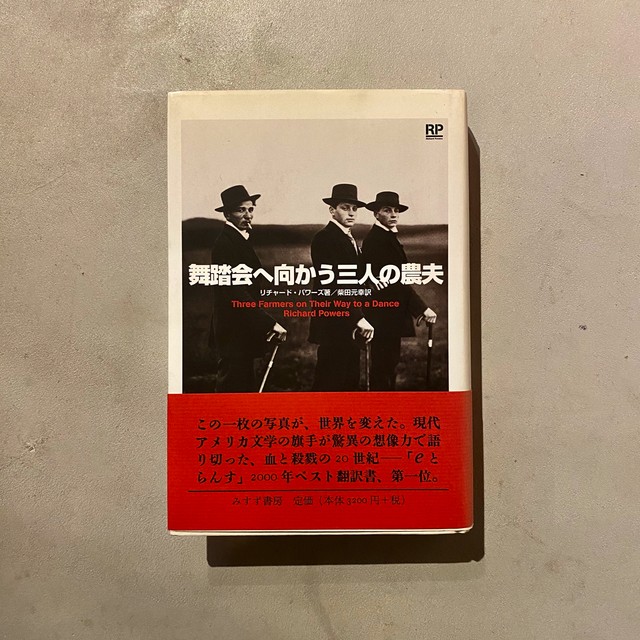 RP
舞踏会へ向かう三人の農夫
リチャード・パワーズ著／柴田元幸訳
Three Farmers on Their Way to a Dance
Richard Powers
この一枚の写真が、世界を変えた。現代
アメリカ文学の旗手が驚異の想像力で語
り切った、血と殺戮の20世紀――「eと
らんす」2000年ベスト翻訳書、第一位。
みすず書房 定価（本体3200円+税）